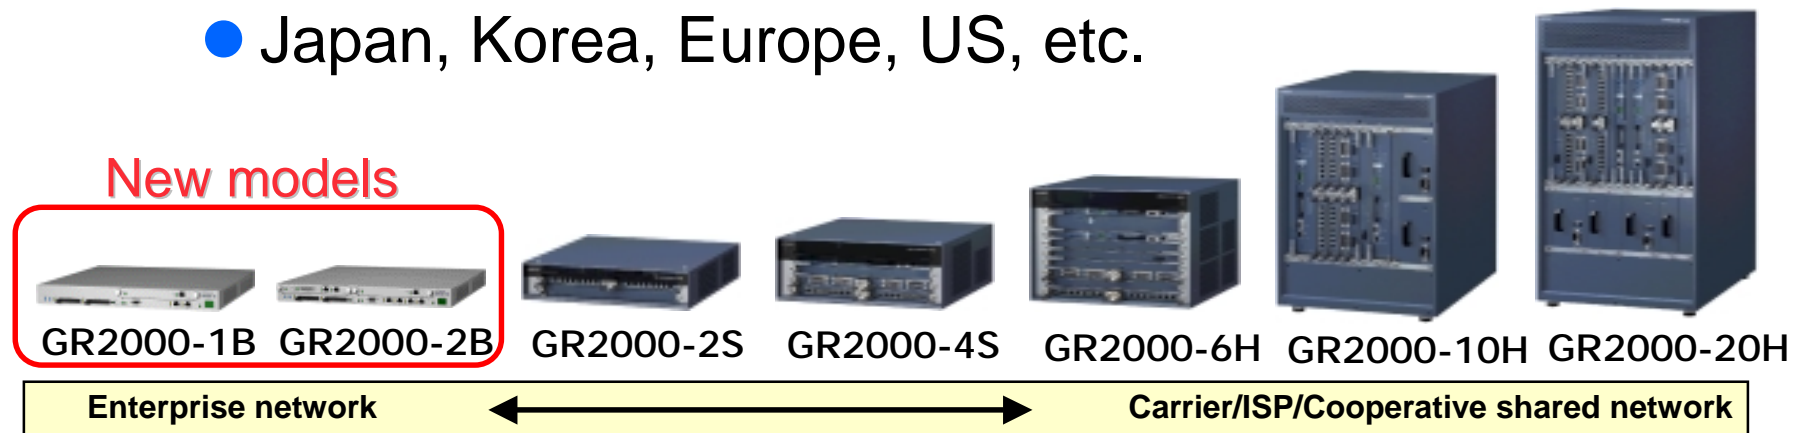 Japan, Korea, Europe, US, etc.
New models
GR2000-1B GR2000-2B GR2000-2S GR2000-4S GR2000-6H GR2000-10H GR2000-20H
Enterprise network Carrier/ISP/Cooperative shared network